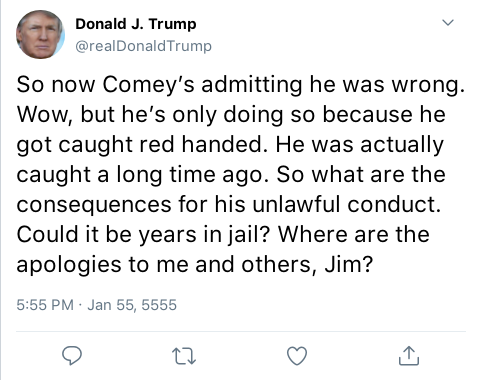 Donald J. Trump
@realDonaldTrump
So now Comey’s admitting he was wrong.
Wow, but he’s only doing so because he
got caught red handed. He was actually
caught a long time ago. So what are the
consequences for his unlawful conduct.
Could it be years in jail? Where are the
apologies to me and others, Jim?
5:55 PM · Jan 55, 5555